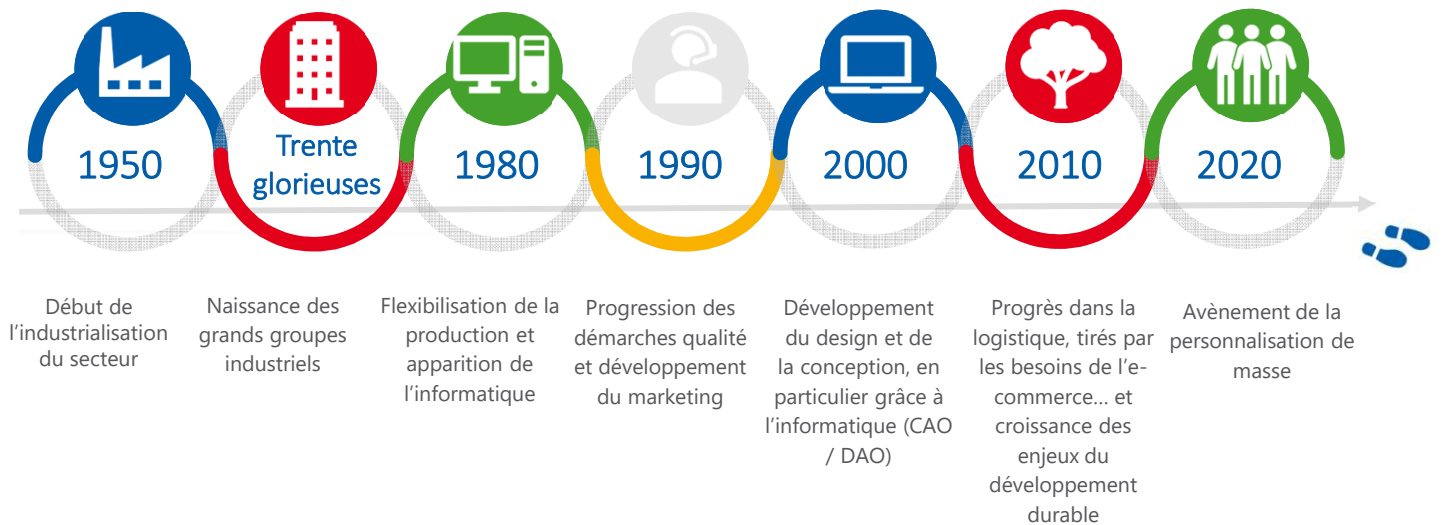 1950
Trente
glorieuses
1980
1990
2000
2010
2020
Début de
l’industrialisation
du secteur
Naissance des
grands groupes
industriels
Flexibilisation de la
production et
apparition de
l’informatique
Progression des
démarches qualité
et développement
du marketing
Développement
du design et de
la conception, en
particulier grâce à
l’informatique (CAO
/ DAO)
Progrès dans la
logistique, tirés par
les besoins de l’e-
commerce… et
croissance des
enjeux du
développement
durable
Avènement de la
personnalisation de
masse